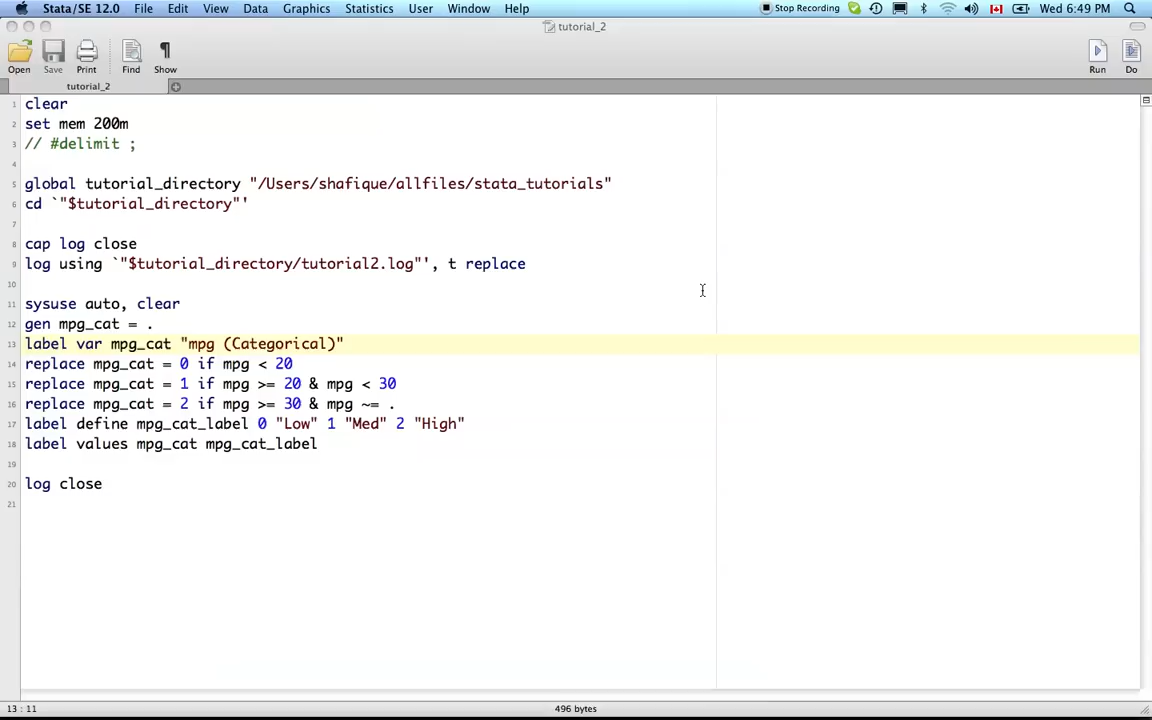 Stata/SE 12.0 File Edit View Data Graphics Statistics User Window Help Stop Recording Wed 6:49 PM
tutorial_2
Open Save Print Find Show Run Do
tutorial_2
1 clear
2 set mem 200m
3 // #delimit ;
4
5 global tutorial_directory "/Users/shafique/allfiles/stata_tutorials"
6 cd `"$tutorial_directory"'
7
8 cap log close
9 log using `"$tutorial_directory/tutorial2.log"', t replace
10
11 sysuse auto, clear
12 gen mpg_cat = .
13 label var mpg_cat "mpg (Categorical)"
14 replace mpg_cat = 0 if mpg < 20
15 replace mpg_cat = 1 if mpg >= 20 & mpg < 30
16 replace mpg_cat = 2 if mpg >= 30 & mpg ~= .
17 label define mpg_cat_label 0 "Low" 1 "Med" 2 "High"
18 label values mpg_cat mpg_cat_label
19
20 log close
21
13 : 11 496 bytes